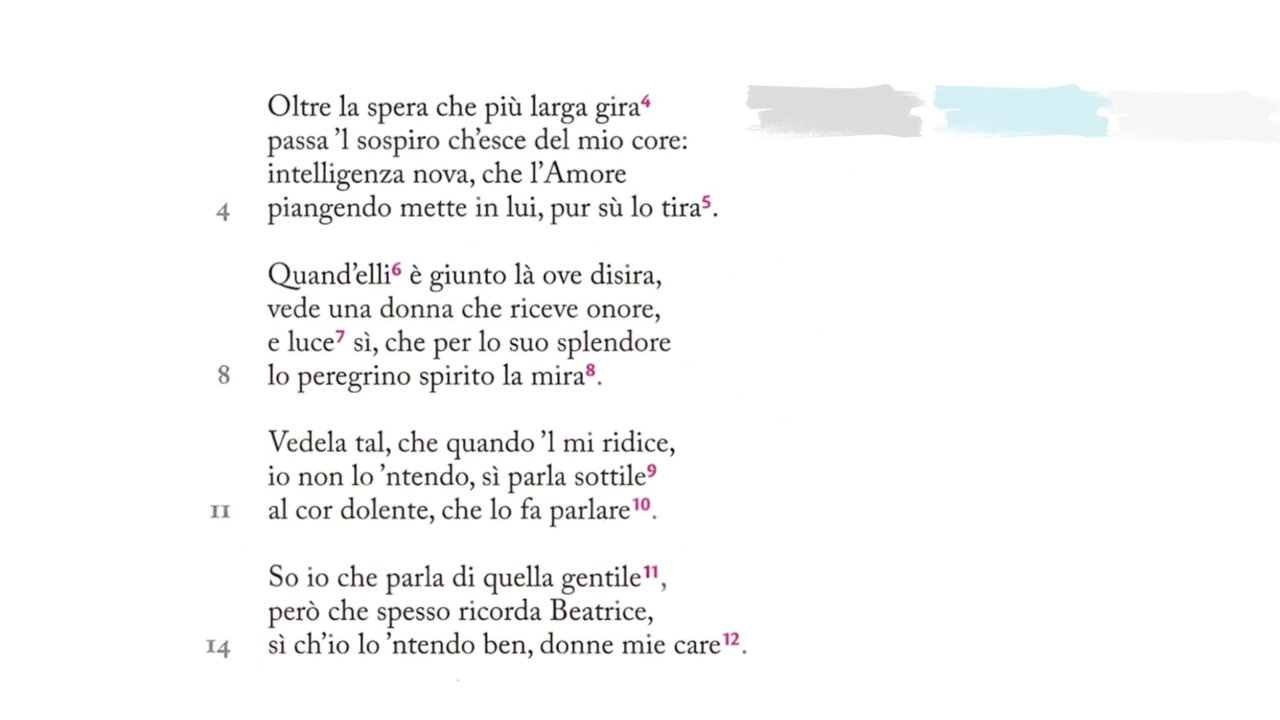 Oltre la spera che più larga gira4
passa ’l sospiro ch’esce del mio core:
intelligenza nova, che l’Amore
4 piangendo mette in lui, pur sù lo tira5.
Quand’elli6 è giunto là ove disira,
vede una donna che riceve onore,
e luce7 sì, che per lo suo splendore
8 lo peregrino spirito la mira8.
Vedela tal, che quando ’l mi ridice,
io non lo ’ntendo, sì parla sottile9
11 al cor dolente, che lo fa parlare10.
So io che parla di quella gentile11,
però che spesso ricorda Beatrice,
14 sì ch’io lo ’ntendo ben, donne mie care12.